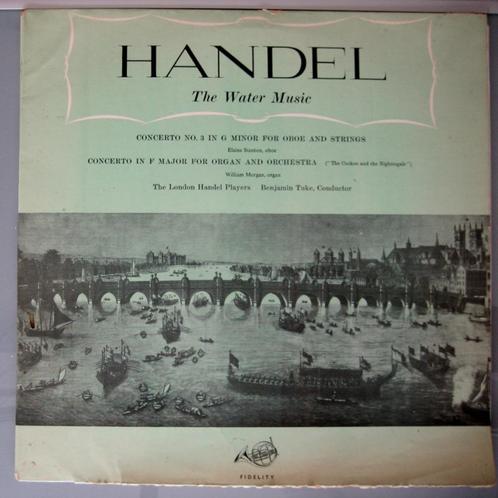 HANDEL
The Water Music
CONCERTO NO. 3 IN G MINOR FOR OBOE AND STRINGS
Elaine Stanton, oboe
CONCERTO IN F MAJOR FOR ORGAN AND ORCHESTRA ("The Cuckoo and the Nightingale")
William Morgan, organ
The London Handel Players Benjamin Tuke, Conductor
FIDELITY